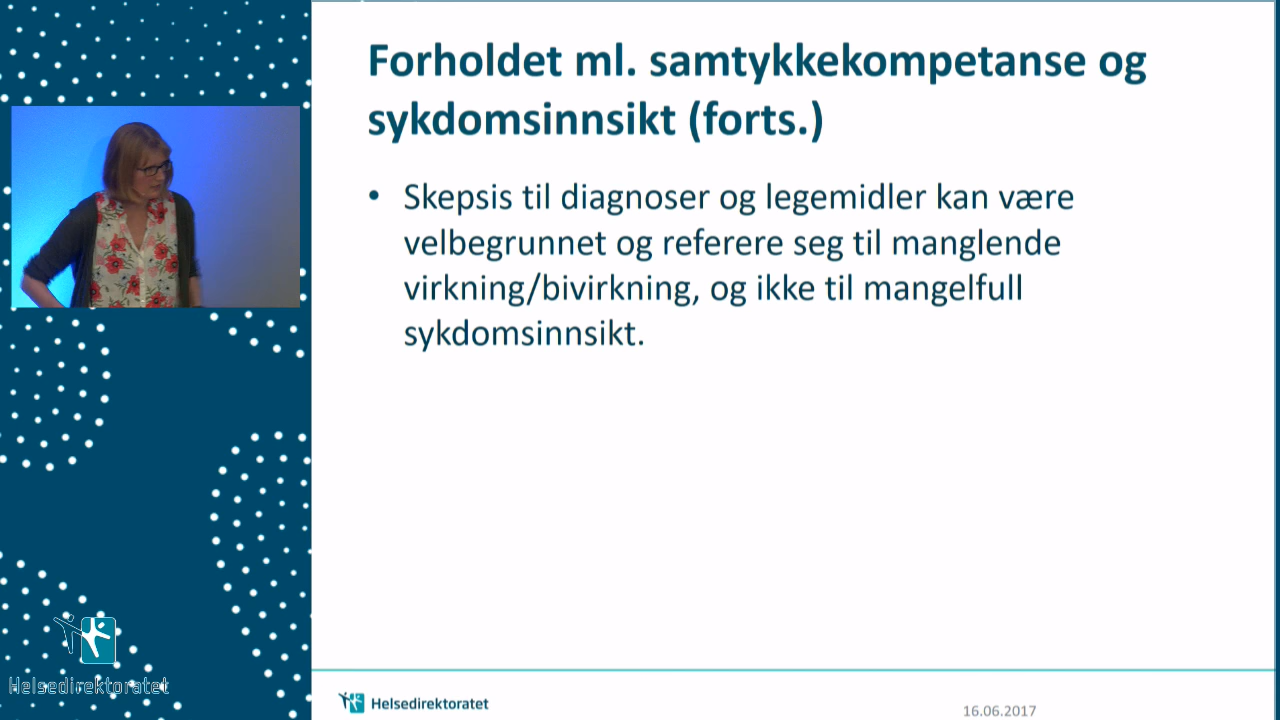 Forholdet ml. samtykkekompetanse og
sykdomsinnsikt (forts.)
• Skepsis til diagnoser og legemidler kan være
velbegrunnet og referere seg til manglende
virkning/bivirkning, og ikke til mangelfull
sykdomsinnsikt.
Helsedirektoratet
Helsedirektoratet
16.06.2017